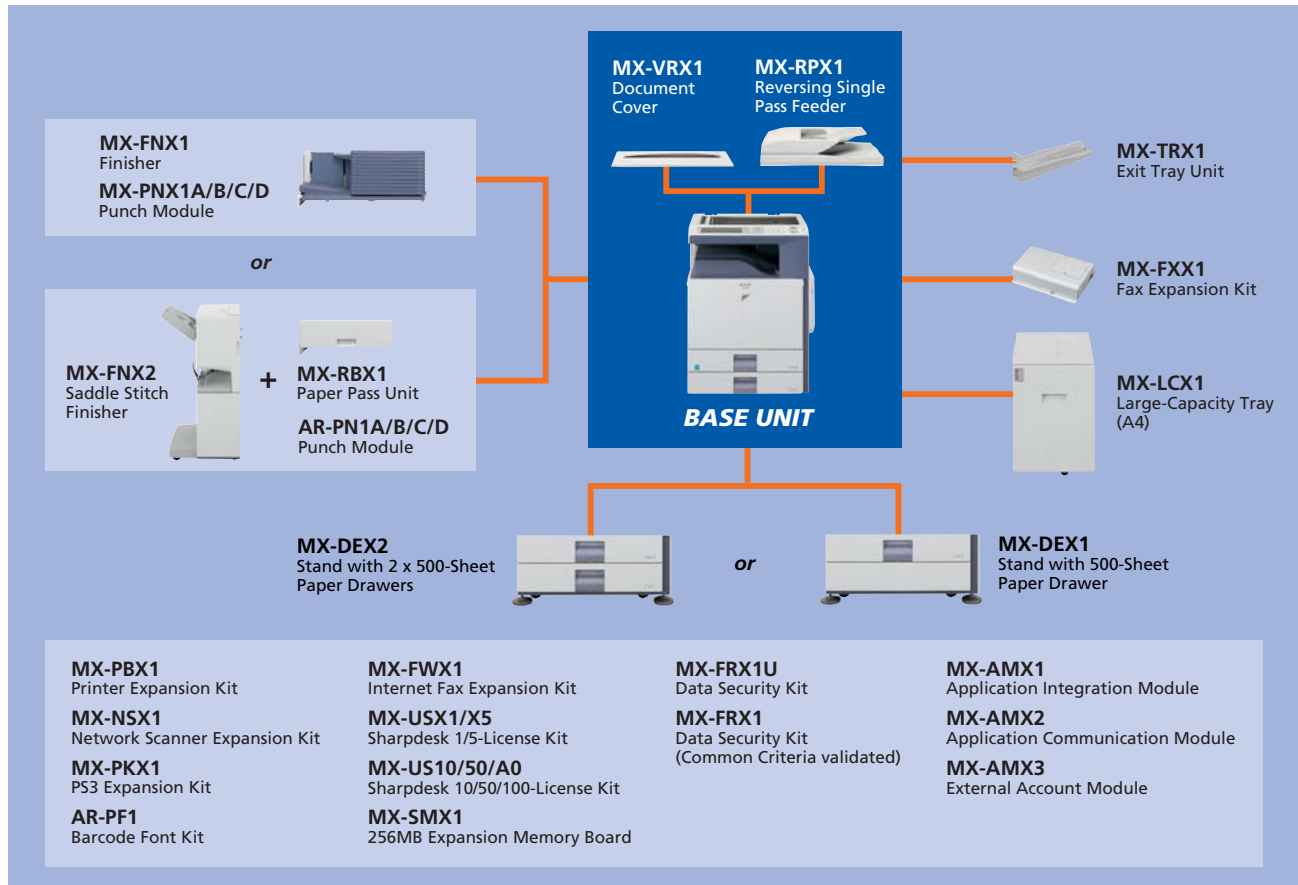 MX-VRX1
Document
Cover
MX-RPX1
Reversing Single
Pass Feeder
MX-FNX1
Finisher
MX-PNX1A/B/C/D
Punch Module
or
MX-FNX2
Saddle Stitch
Finisher
+
MX-RBX1
Paper Pass Unit
AR-PN1A/B/C/D
Punch Module
BASE UNIT
MX-TRX1
Exit Tray Unit
MX-FXX1
Fax Expansion Kit
MX-LCX1
Large-Capacity Tray
(A4)
MX-DEX2
Stand with 2 x 500-Sheet
Paper Drawers
or
MX-DEX1
Stand with 500-Sheet
Paper Drawer
MX-PBX1
Printer Expansion Kit
MX-NSX1
Network Scanner Expansion Kit
MX-PKX1
PS3 Expansion Kit
AR-PF1
Barcode Font Kit
MX-FWX1
Internet Fax Expansion Kit
MX-USX1/X5
Sharpdesk 1/5-License Kit
MX-US10/50/A0
Sharpdesk 10/50/100-License Kit
MX-SMX1
256MB Expansion Memory Board
MX-FRX1U
Data Security Kit
MX-FRX1
Data Security Kit
(Common Criteria validated)
MX-AMX1
Application Integration Module
MX-AMX2
Application Communication Module
MX-AMX3
External Account Module